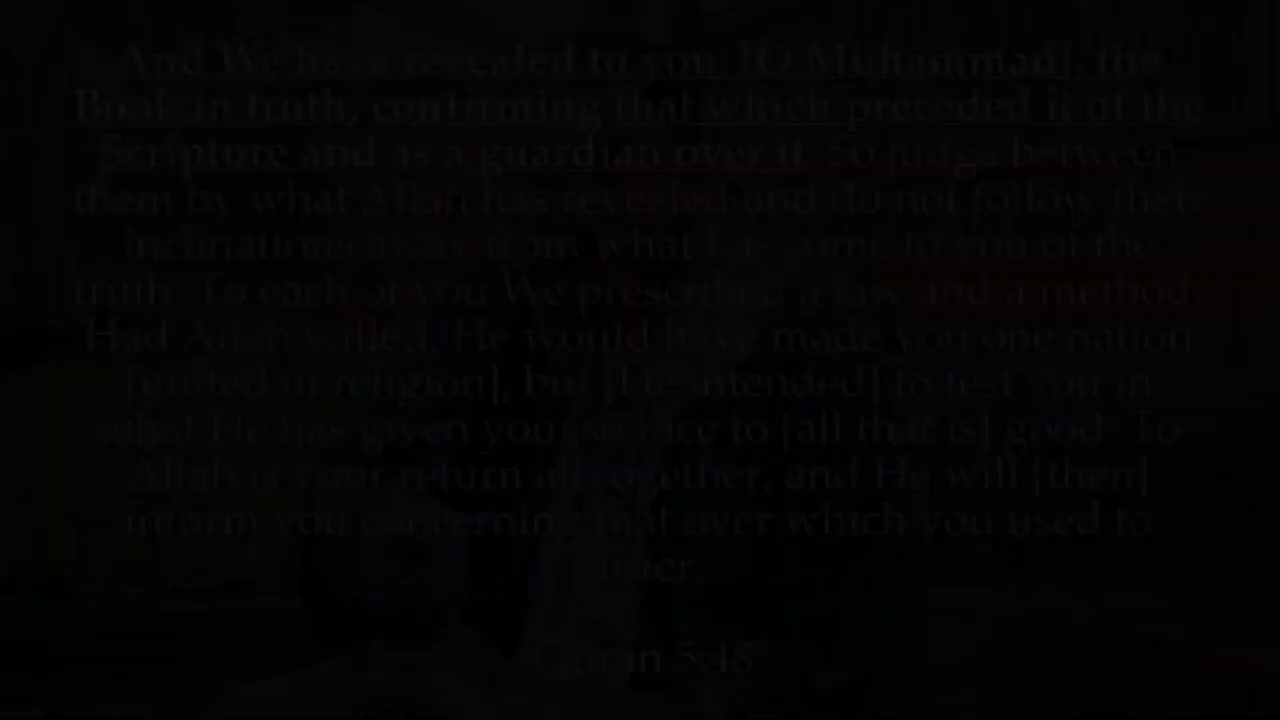 And We have revealed to you, [O Muhammad], the
Book in truth, confirming that which preceded it of the
Scripture and as a guardian over it. So judge between
them by what Allah has revealed and do not follow their
inclinations away from what has come to you of the
truth. To each of you We prescribed a law and a method.
Had Allah willed, He would have made you one nation
[united in religion], but [He intended] to test you in
what He has given you; so race to [all that is] good. To
Allah is your return all together, and He will [then]
inform you concerning that over which you used to
differ.
Quran 5:48